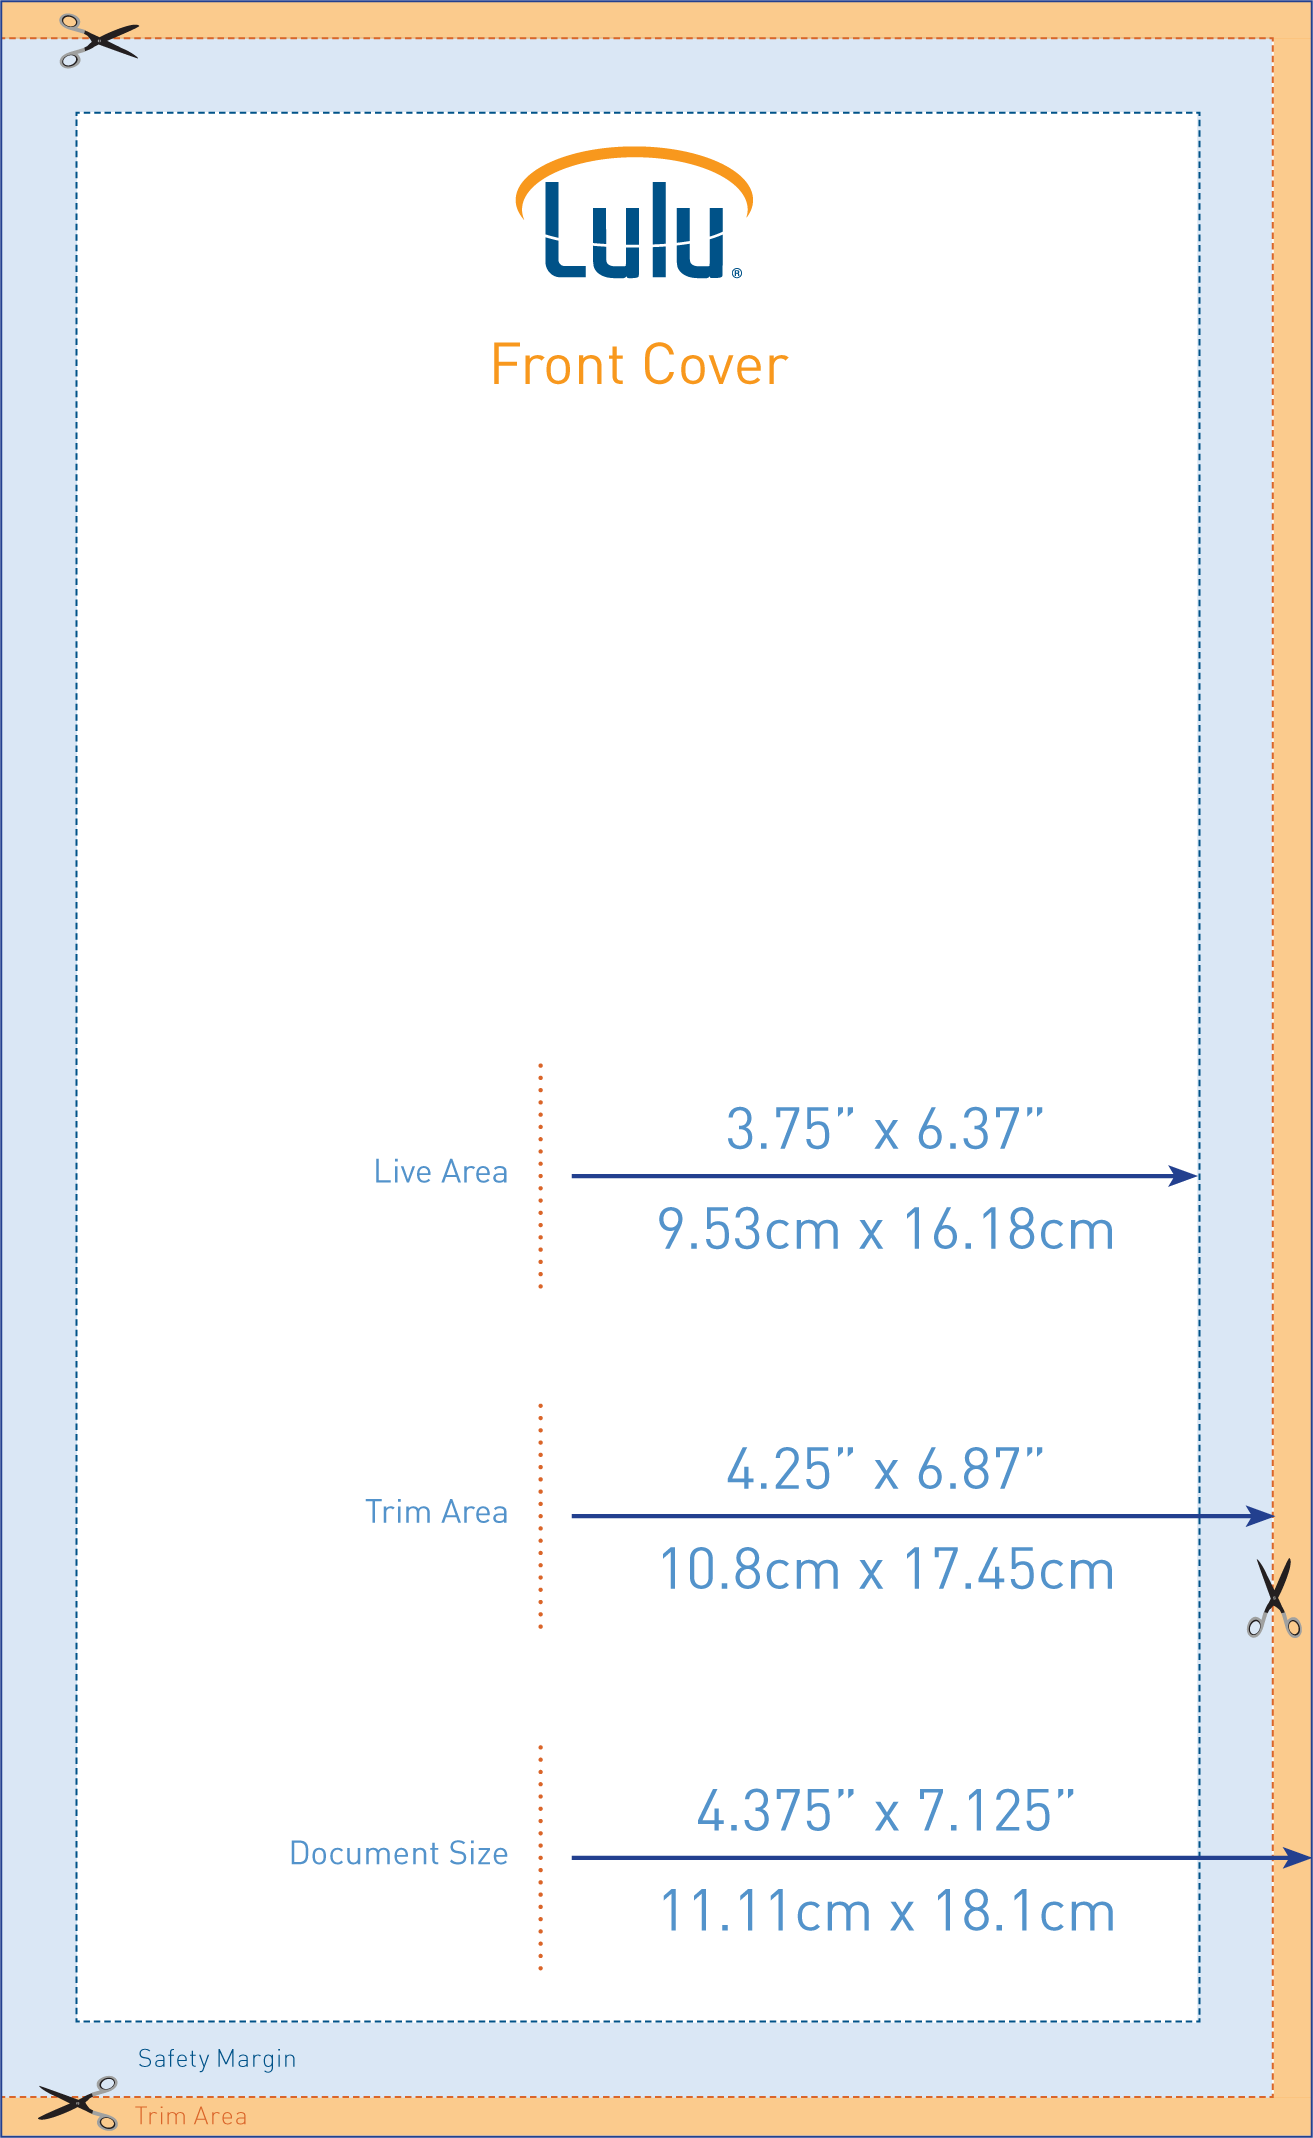 Lulu®
Front Cover
3.75” x 6.37”
Live Area
9.53cm x 16.18cm
4.25” x 6.87”
Trim Area
10.8cm x 17.45cm
4.375” x 7.125”
Document Size
11.11cm x 18.1cm
Safety Margin
Trim Area